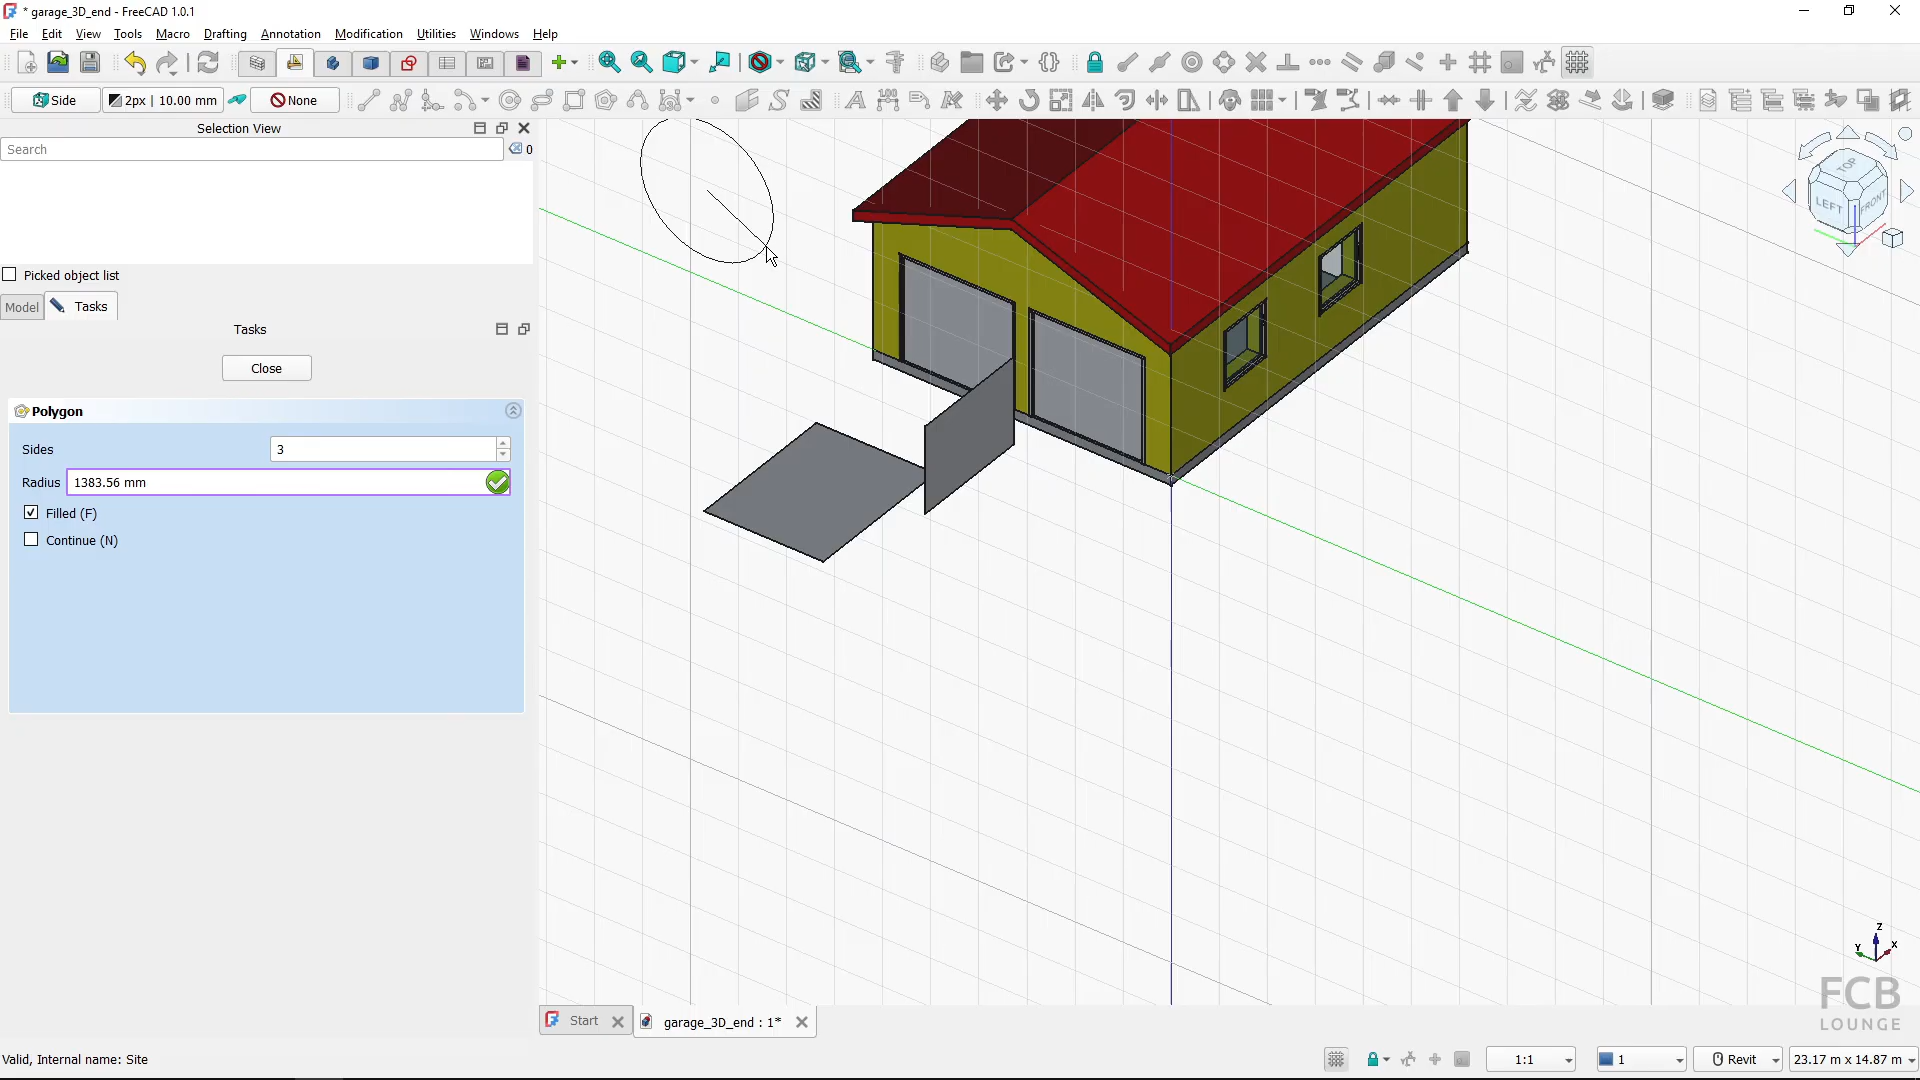 * garage_3D_end - FreeCAD 1.0.1
File Edit View Tools Macro Drafting Annotation Modification Utilities Windows Help
Side 2px | 10.00 mm None
Selection View
Search
0
Picked object list
Model Tasks
Tasks
Close
Polygon
Sides 3
Radius 1383.56 mm
Filled (F)
Continue (N)
TOP
LEFT FRONT
Z
Y X
FCB
LOUNGE
Start garage_3D_end : 1*
Valid, Internal name: Site
1:1 1 Revit 23.17 m x 14.87 m